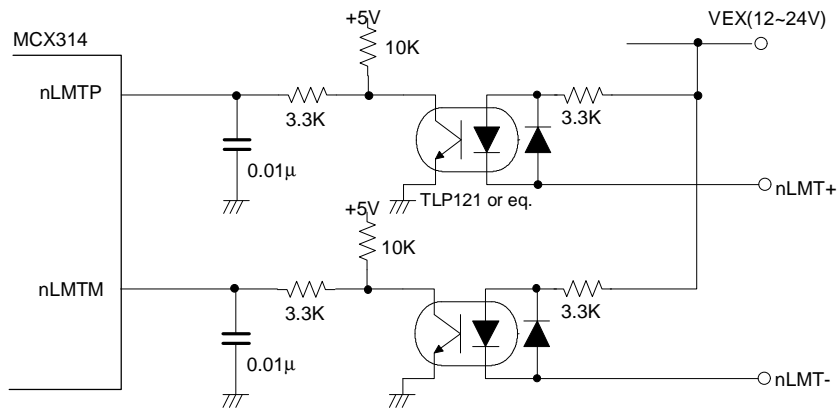 VEX(12~24V)
+5V
MCX314
10K
nLMTP
3.3K
3.3K
0.01μ
nLMT+
TLP121 or eq.
+5V
10K
nLMTM
3.3K
3.3K
0.01μ
nLMT-